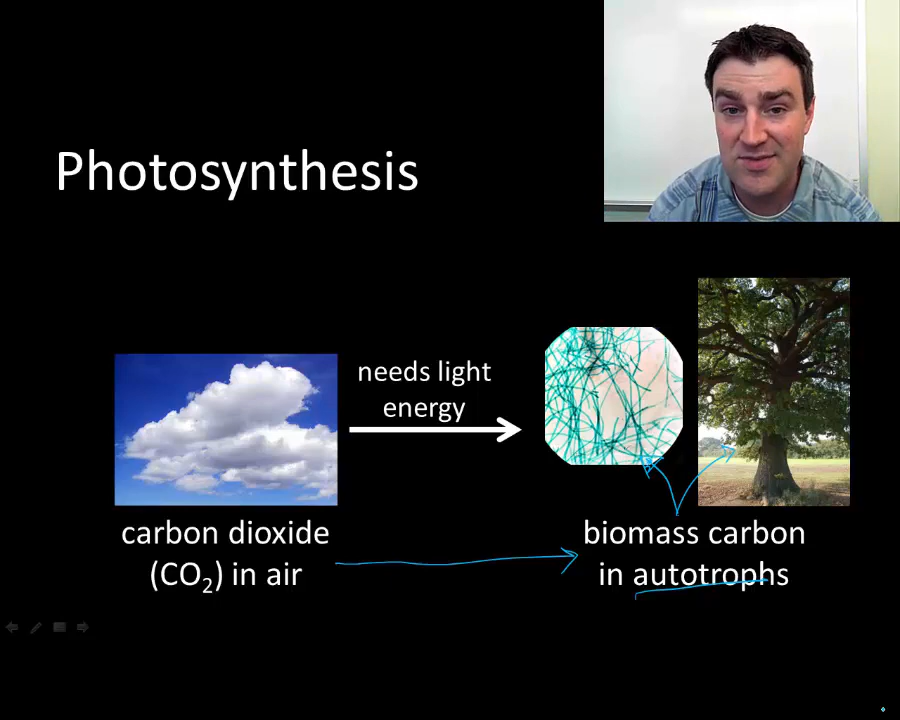 Photosynthesis
needs light
energy
carbon dioxide
(CO₂) in air
biomass carbon
in autotrophs